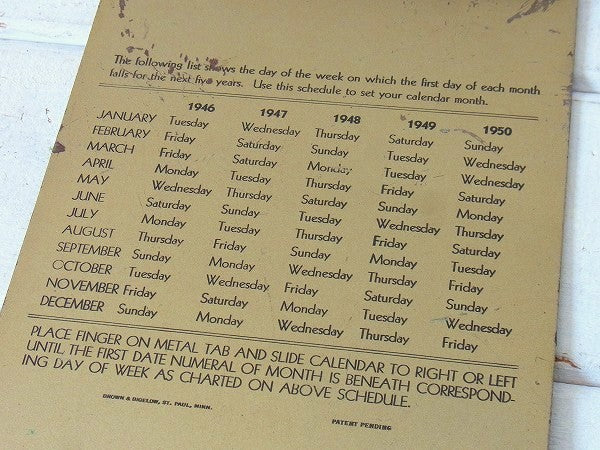 The following list shows the day of the week on which the first day of each month
falls for the next five years. Use this schedule to set your calendar month.
1946 1947 1948 1949 1950
JANUARY Tuesday Wednesday Thursday Saturday Sunday
FEBRUARY Friday Saturday Sunday Tuesday Wednesday
MARCH Friday Saturday Monday Tuesday Wednesday
APRIL Monday Tuesday Thursday Friday Saturday
MAY Wednesday Thursday Saturday Sunday Monday
JUNE Saturday Sunday Tuesday Wednesday Thursday
JULY Monday Tuesday Thursday Friday Saturday
AUGUST Thursday Friday Sunday Monday Tuesday
SEPTEMBER Sunday Monday Wednesday Thursday Friday
OCTOBER Tuesday Wednesday Friday Saturday Sunday
NOVEMBER Friday Saturday Monday Tuesday Wednesday
DECEMBER Sunday Monday Wednesday Thursday Friday
PLACE FINGER ON METAL TAB AND SLIDE CALENDAR TO RIGHT OR LEFT
UNTIL THE FIRST DATE NUMERAL OF MONTH IS BENEATH CORRESPOND-
ING DAY OF WEEK AS CHARTED ON ABOVE SCHEDULE.
BROWN & BIGELOW, ST. PAUL, MINN.
PATENT PENDING